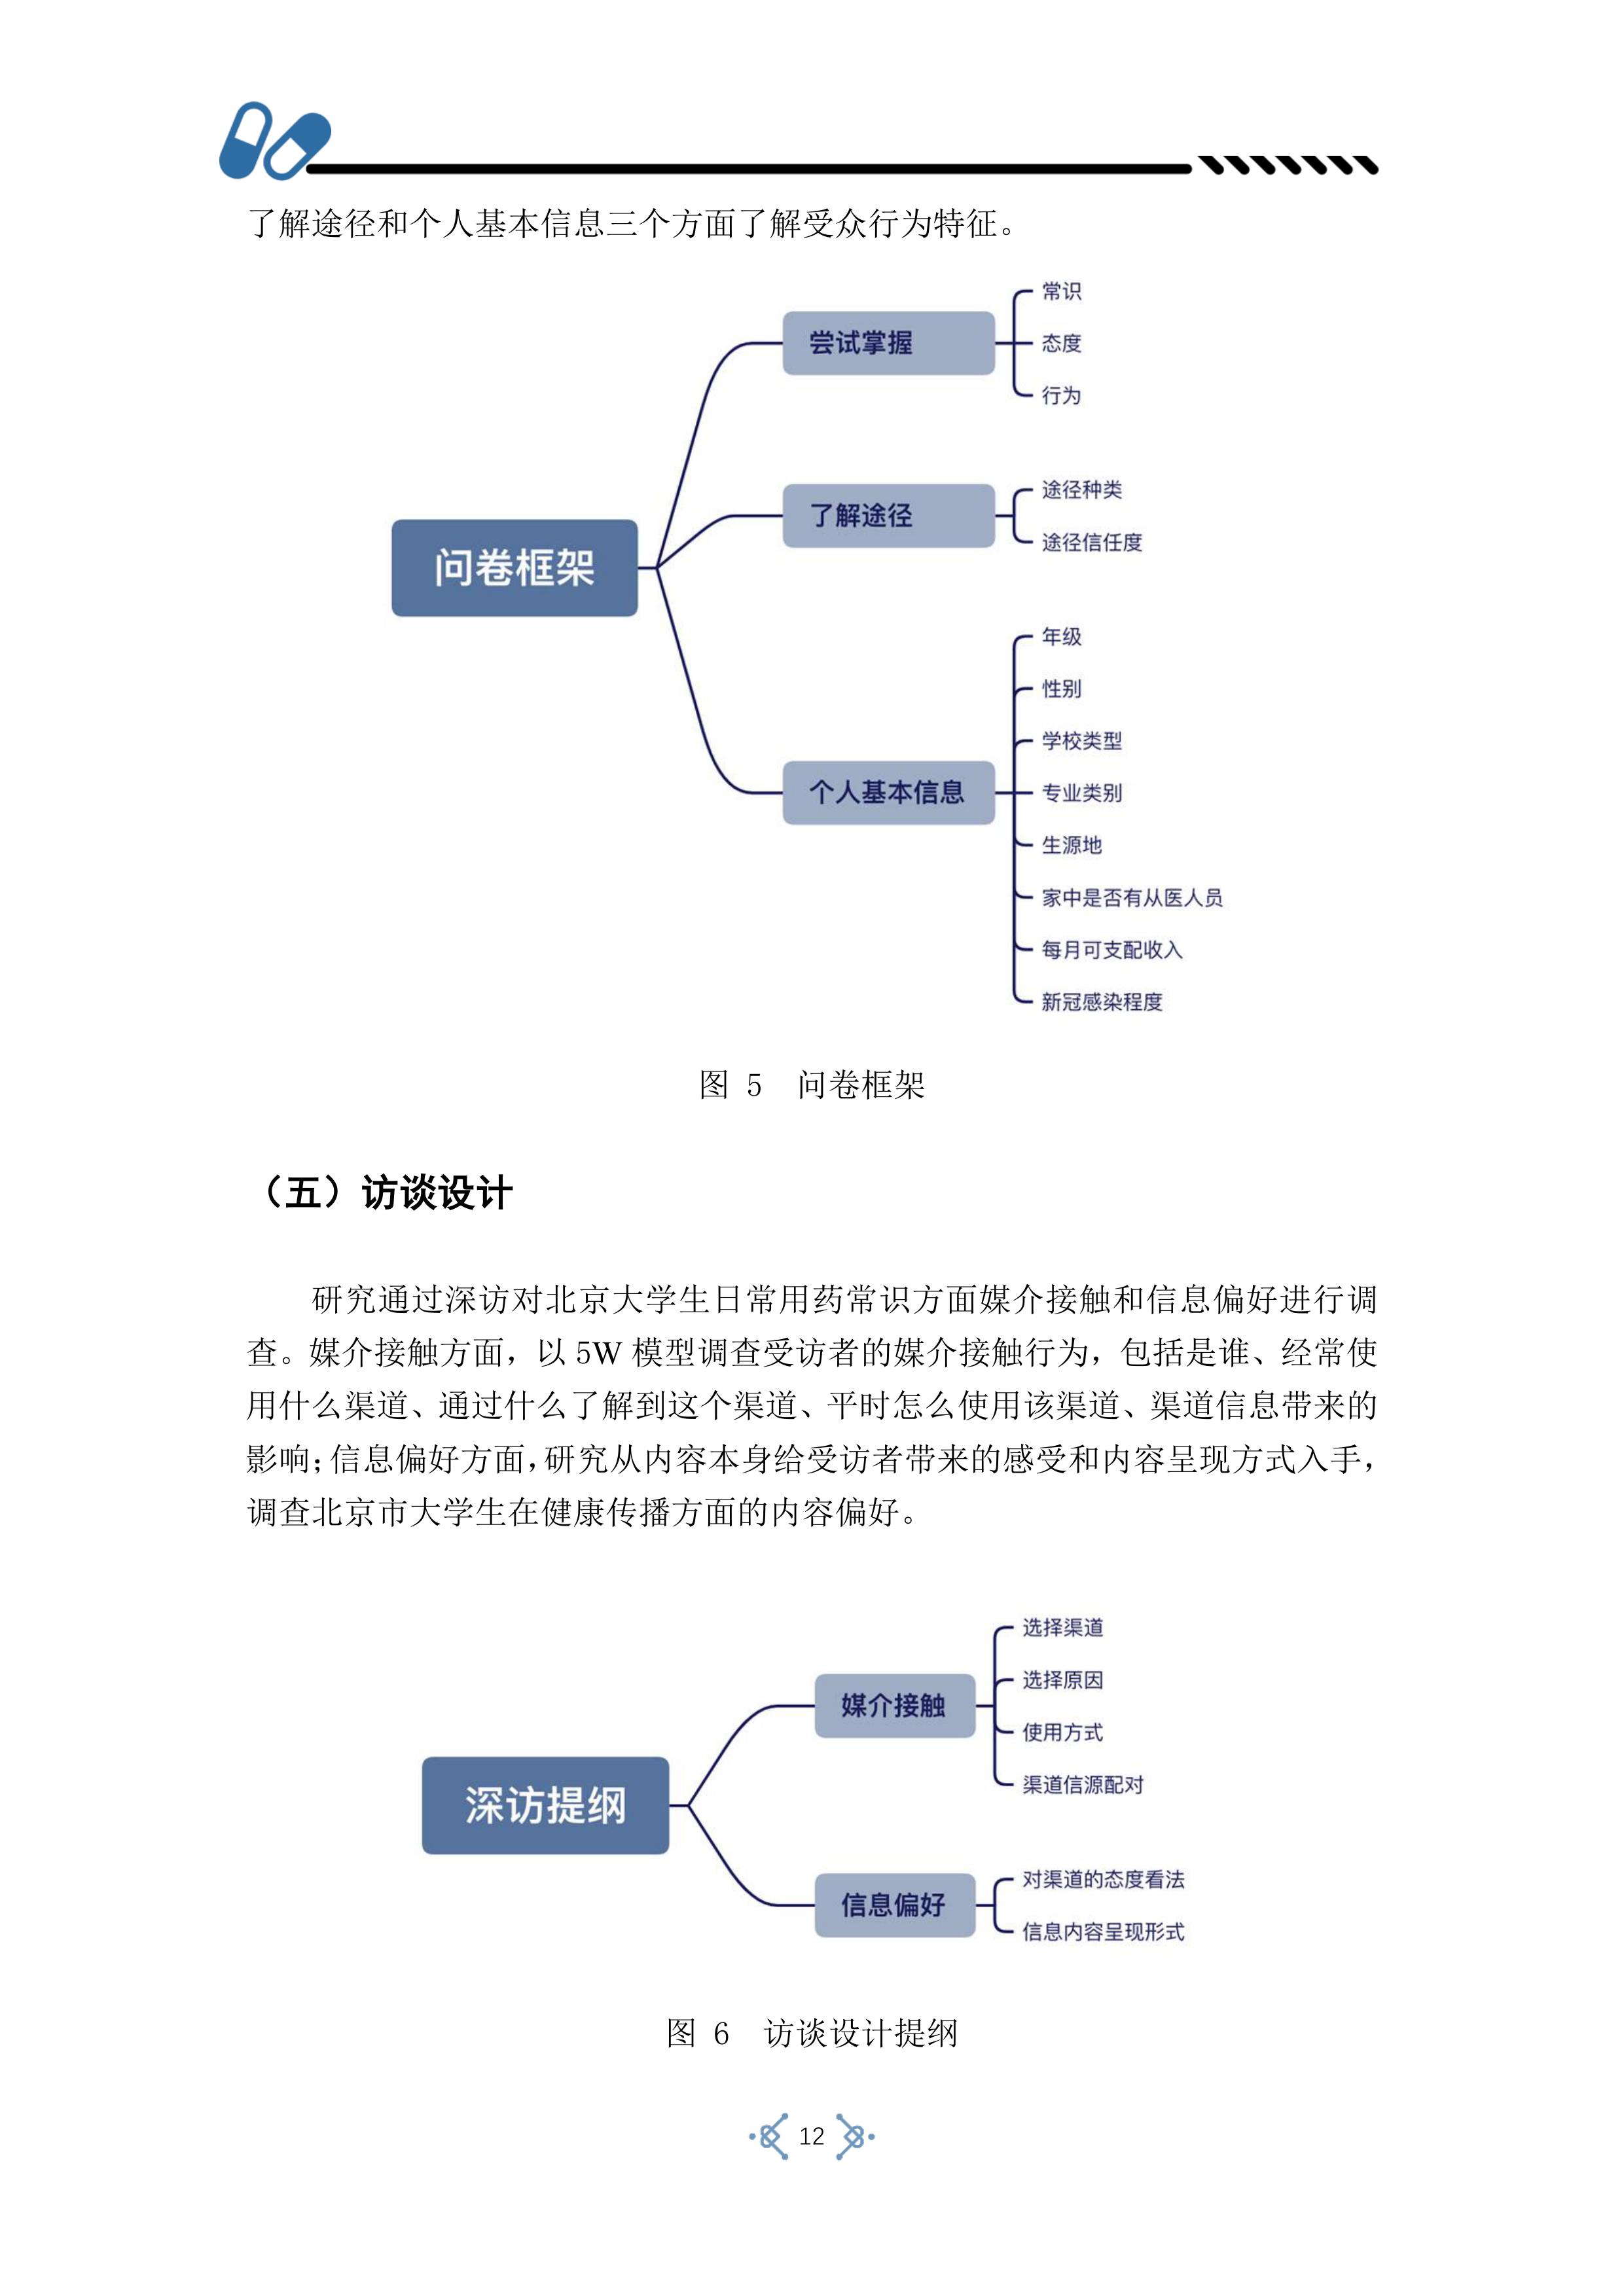 了解途径和个人基本信息三个方面了解受众行为特征。
问卷框架
尝试掌握
常识
态度
行为
了解途径
途径种类
途径信任度
个人基本信息
年级
性别
学校类型
专业类别
生源地
家中是否有从医人员
每月可支配收入
新冠感染程度
图 5 问卷框架
（五）访谈设计
研究通过深访对北京大学生日常用药常识方面媒介接触和信息偏好进行调
查。媒介接触方面，以 5W 模型调查受访者的媒介接触行为，包括是谁、经常使
用什么渠道、通过什么了解到这个渠道、平时怎么使用该渠道、渠道信息带来的
影响；信息偏好方面，研究从内容本身给受访者带来的感受和内容呈现方式入手，
调查北京市大学生在健康传播方面的内容偏好。
深访提纲
媒介接触
选择渠道
选择原因
使用方式
渠道信源配对
信息偏好
对渠道的态度看法
信息内容呈现形式
图 6 访谈设计提纲
12